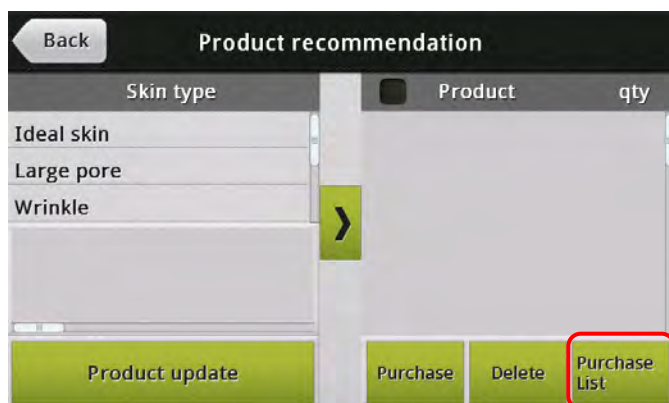 Back
Product recommendation
Skin type
Product qty
Ideal skin
Large pore
Wrinkle
Product update
Purchase
Delete
Purchase
List